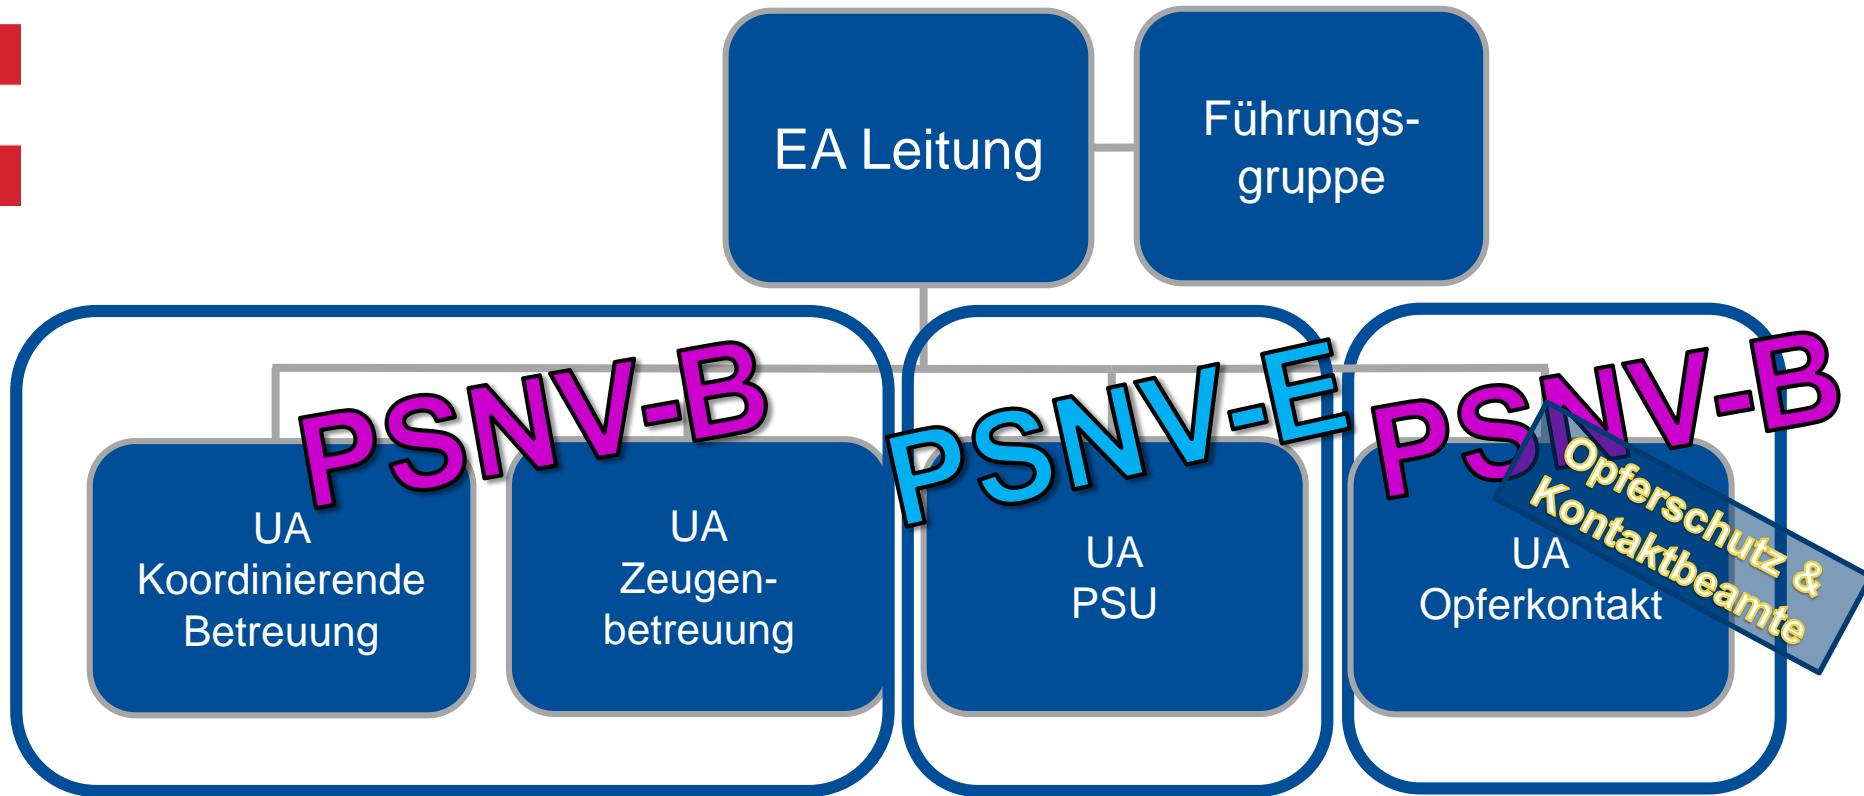 EA Leitung
Führungs-
gruppe
PSNV-B
PSNV-E
PSNV-B
UA
Koordinierende
Betreuung
UA
Zeugen-
betreuung
UA
PSU
UA
Opferkontakt
Opferschutz &
Kontaktbeamte